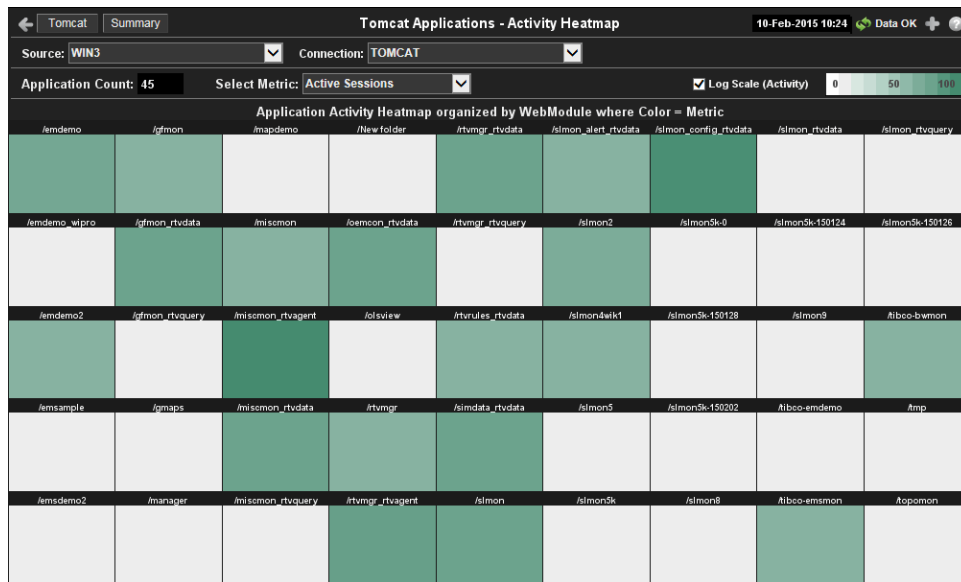 Tomcat Summary Tomcat Applications - Activity Heatmap 10-Feb-2015 10:24 Data OK ?
Source: WIN3 Connection: TOMCAT
Application Count: 45 Select Metric: Active Sessions Log Scale (Activity) 0 50 100
Application Activity Heatmap organized by WebModule where Color = Metric
/emdemo /gfmon /mapdemo /New folder /rtvmgr_rtvdata /slmon_alert_rtvdata /slmon_config_rtvdata /slmon_rtvdata /slmon_rtvquery
/emdemo_wipro /gfmon_rtvdata /miscmon /oemcon_rtvdata /rtvmgr_rtvquery /slmon2 /slmon5k-0 /slmon5k-150124 /slmon5k-150126
/emdemo2 /gfmon_rtvquery /miscmon_rtvagent /olsview /rtvrules_rtvdata /slmon4wik1 /slmon5k-150128 /slmon9 /tibco-bwmon
/emsample /gmaps /miscmon_rtvdata /rtvmgr /simdata_rtvdata /slmon5 /slmon5k-150202 /tibco-emdemo /tmp
/emsdemo2 /manager /miscmon_rtvquery /rtvmgr_rtvagent /slmon /slmon5k /slmon8 /tibco-emsmon /topomon